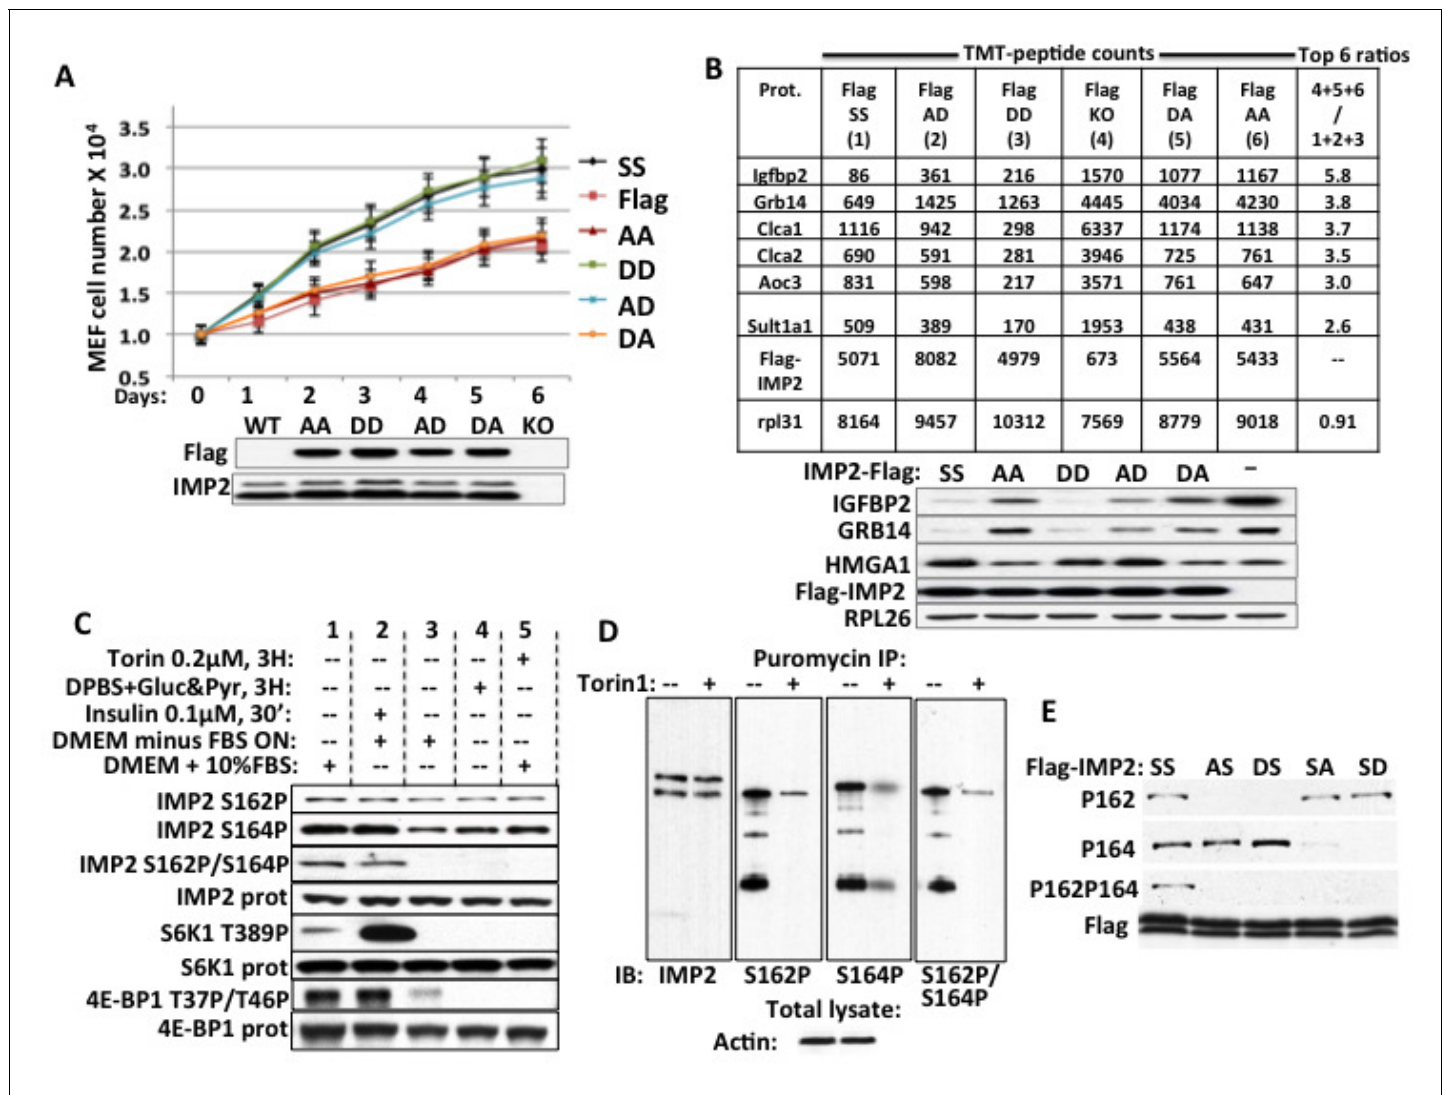 A
MEF cell number X 10⁴
3.5
3.0
2.5
2.0
1.5
1.0
0.5
SS
Flag
AA
DD
AD
DA
Days: 0 1 2 3 4 5 6
WT AA DD AD DA KO
Flag
IMP2
B
TMT-peptide counts Top 6 ratios
Prot. Flag SS (1) Flag AD (2) Flag DD (3) Flag KO (4) Flag DA (5) Flag AA (6) 4+5+6 / 1+2+3
Igfbp2 86 361 216 1570 1077 1167 5.8
Grb14 649 1425 1263 4445 4034 4230 3.8
Clca1 1116 942 298 6337 1174 1138 3.7
Clca2 690 591 281 3946 725 761 3.5
Aoc3 831 598 217 3571 761 647 3.0
Sult1a1 509 389 170 1953 438 431 2.6
Flag-IMP2 5071 8082 4979 673 5564 5433 --
rpl31 8164 9457 10312 7569 8779 9018 0.91
IMP2-Flag: SS AA DD AD DA –
IGFBP2
GRB14
HMGA1
Flag-IMP2
RPL26
C
1 2 3 4 5
Torin 0.2µM, 3H: -- -- -- -- +
DPBS+Gluc&Pyr, 3H: -- -- -- + --
Insulin 0.1µM, 30’: -- + -- -- --
DMEM minus FBS ON: -- + + -- --
DMEM + 10%FBS: + -- -- -- +
IMP2 S162P
IMP2 S164P
IMP2 S162P/S164P
IMP2 prot
S6K1 T389P
S6K1 prot
4E-BP1 T37P/T46P
4E-BP1 prot
D
Puromycin IP:
Torin1: -- + -- + -- + -- +
IB: IMP2 S162P S164P S162P/
S164P
Total lysate:
Actin:
E
Flag-IMP2: SS AS DS SA SD
P162
P164
P162P164
Flag